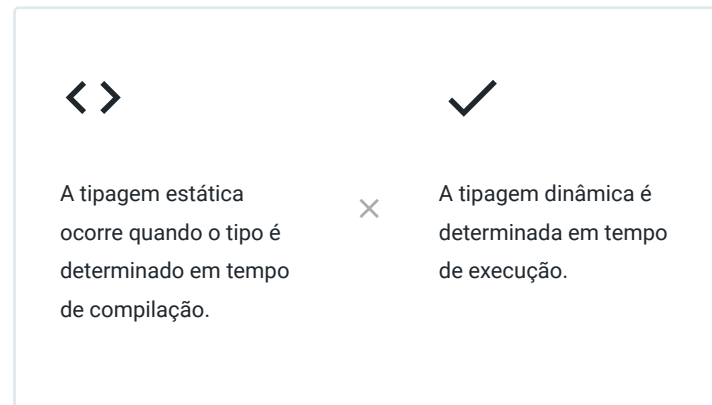 A tipagem estática
ocorre quando o tipo é
determinado em tempo
de compilação.
A tipagem dinâmica é
determinada em tempo
de execução.